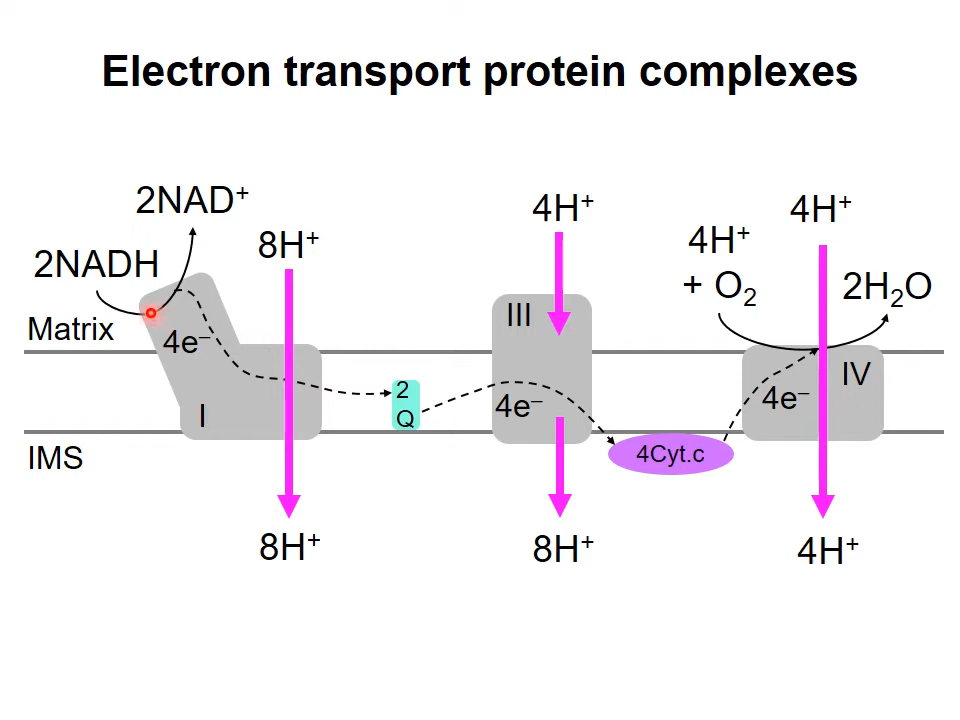 Electron transport protein complexes
2NAD⁺
2NADH
8H⁺
4H⁺
4H⁺
+ O₂
4H⁺
2H₂O
Matrix
4e⁻
III
I
2
Q
4e⁻
IV
4e⁻
4Cyt.c
IMS
8H⁺
8H⁺
4H⁺